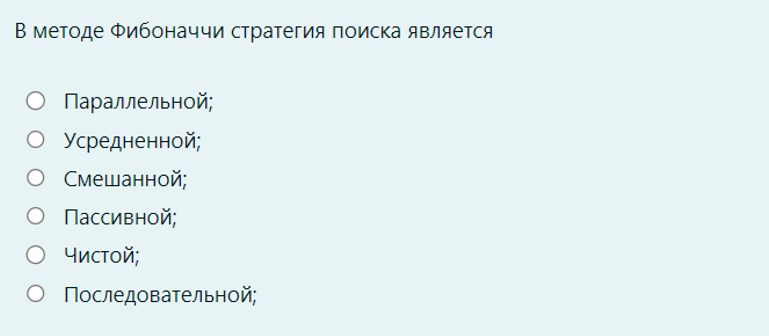 В методе Фибоначчи стратегия поиска является
Параллельной;
Усредненной;
Смешанной;
Пассивной;
Чистой;
Последовательной;